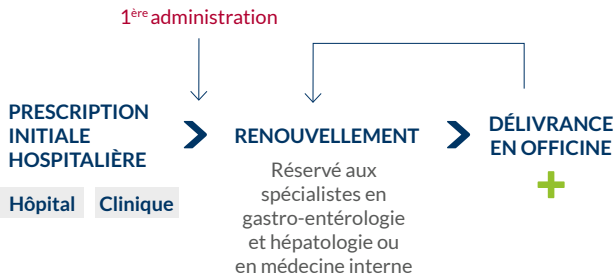 1ère administration
PRESCRIPTION
INITIALE
HOSPITALIÈRE
Hôpital Clinique
RENOUVELLEMENT
Réservé aux
spécialistes en
gastro-entérologie
et hépatologie ou
en médecine interne
DÉLIVRANCE
EN OFFICINE